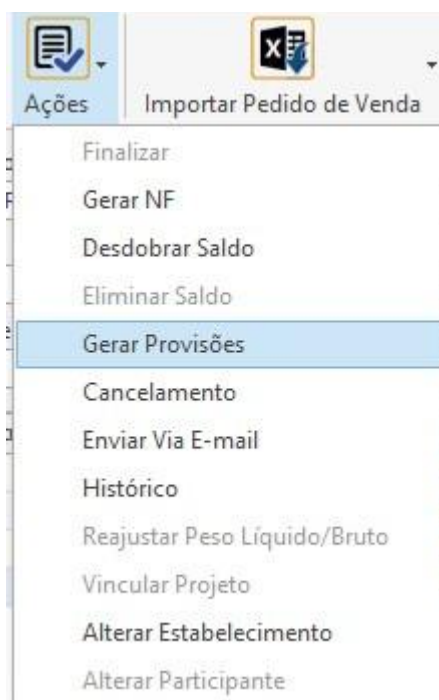 Ações
Importar Pedido de Venda
Finalizar
Gerar NF
Desdobrar Saldo
Eliminar Saldo
Gerar Provisões
Cancelamento
Enviar Via E-mail
Histórico
Reajustar Peso Líquido/Bruto
Vincular Projeto
Alterar Estabelecimento
Alterar Participante